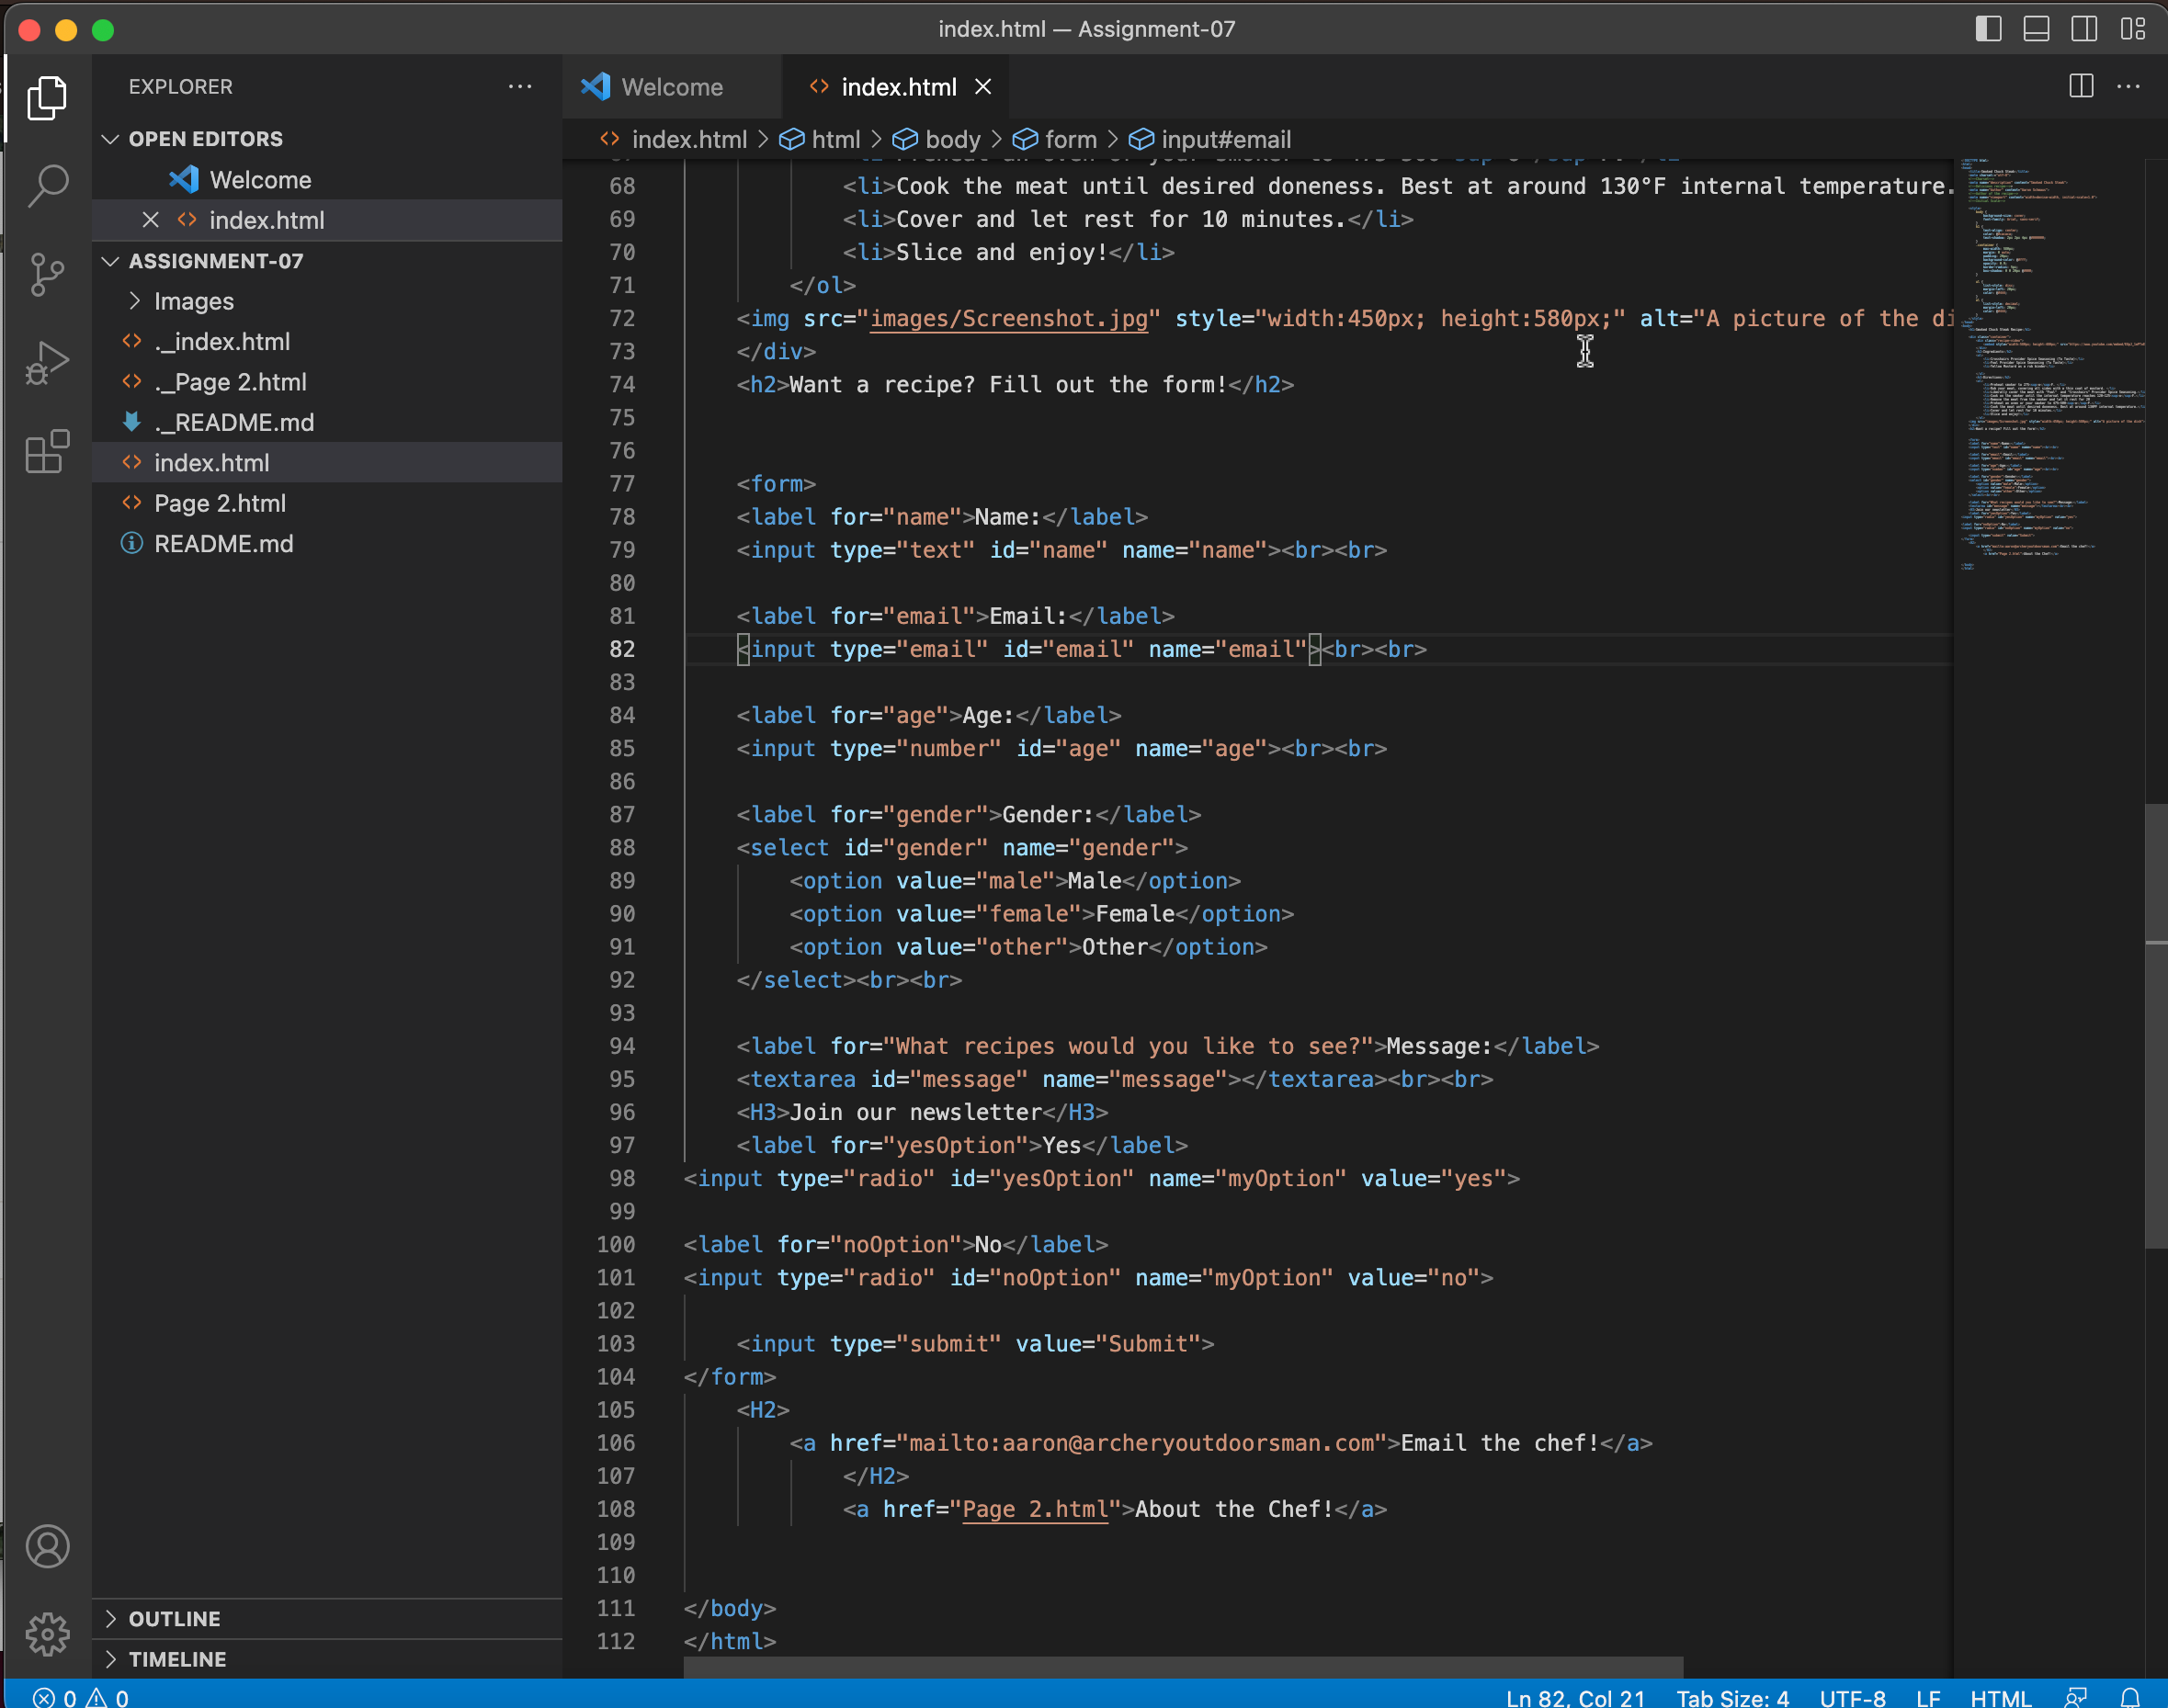 index.html — Assignment-07
EXPLORER
OPEN EDITORS
Welcome
index.html
ASSIGNMENT-07
Images
._index.html
._Page 2.html
._README.md
index.html
Page 2.html
README.md
OUTLINE
TIMELINE
Welcome
index.html
index.html > html > body > form > input#email
68 <li>Cook the meat until desired doneness. Best at around 130°F internal temperature.
69 <li>Cover and let rest for 10 minutes.</li>
70 <li>Slice and enjoy!</li>
71 </ol>
72 <img src="images/Screenshot.jpg" style="width:450px; height:580px;" alt="A picture of the di
73 </div>
74 <h2>Want a recipe? Fill out the form!</h2>
75
76
77 <form>
78 <label for="name">Name:</label>
79 <input type="text" id="name" name="name"><br><br>
80
81 <label for="email">Email:</label>
82 <input type="email" id="email" name="email"><br><br>
83
84 <label for="age">Age:</label>
85 <input type="number" id="age" name="age"><br><br>
86
87 <label for="gender">Gender:</label>
88 <select id="gender" name="gender">
89 <option value="male">Male</option>
90 <option value="female">Female</option>
91 <option value="other">Other</option>
92 </select><br><br>
93
94 <label for="What recipes would you like to see?">Message:</label>
95 <textarea id="message" name="message"></textarea><br><br>
96 <H3>Join our newsletter</H3>
97 <label for="yesOption">Yes</label>
98 <input type="radio" id="yesOption" name="myOption" value="yes">
99
100 <label for="noOption">No</label>
101 <input type="radio" id="noOption" name="myOption" value="no">
102
103 <input type="submit" value="Submit">
104 </form>
105 <H2>
106 <a href="mailto:aaron@archeryoutdoorsman.com">Email the chef!</a>
107 </H2>
108 <a href="Page 2.html">About the Chef!</a>
109
110
111 </body>
112 </html>
0 0
Ln 82, Col 21 Tab Size: 4 UTF-8 LF HTML